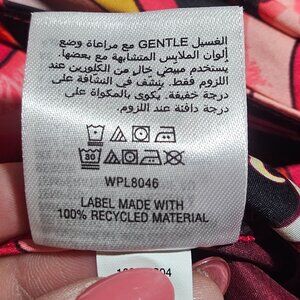 الغسيل GENTLE مع مراعاة وضع
ألوان الملابس المتشابهة مع بعضها.
يستخدم مبيض خال من الكلورين عند
اللزوم فقط. ينشف في النشافة على
درجة خفيفة. يكوى بالمكواة على
درجة دافئة عند اللزوم.
30
WPL8046
LABEL MADE WITH
100% RECYCLED MATERIAL